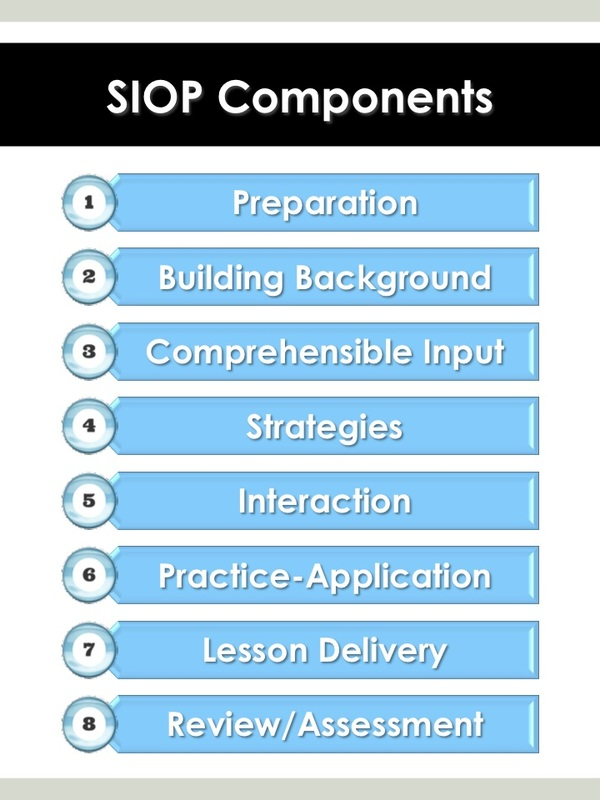 SIOP Components
1 Preparation
2 Building Background
3 Comprehensible Input
4 Strategies
5 Interaction
6 Practice-Application
7 Lesson Delivery
8 Review/Assessment